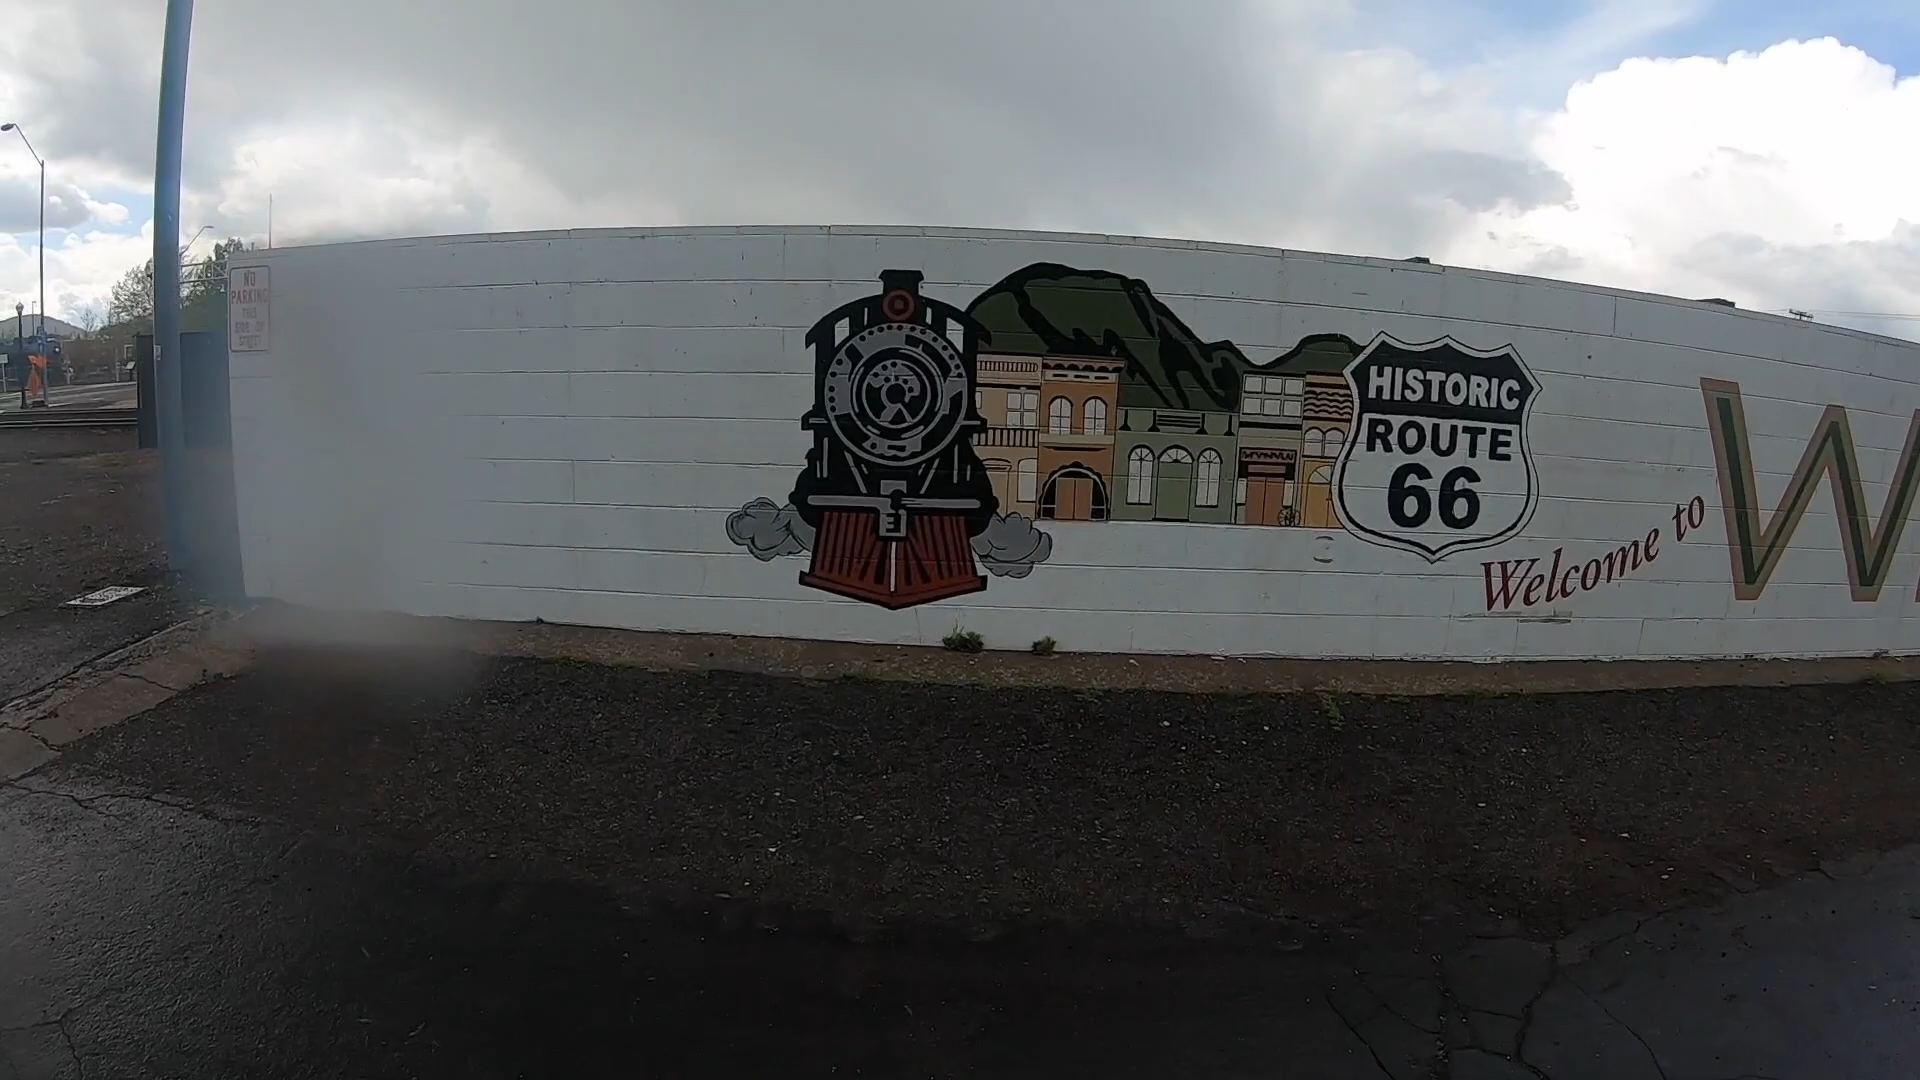 NO
PARKING
THIS
SIDE OF
STREET
HISTORIC
ROUTE
66
Welcome to
W